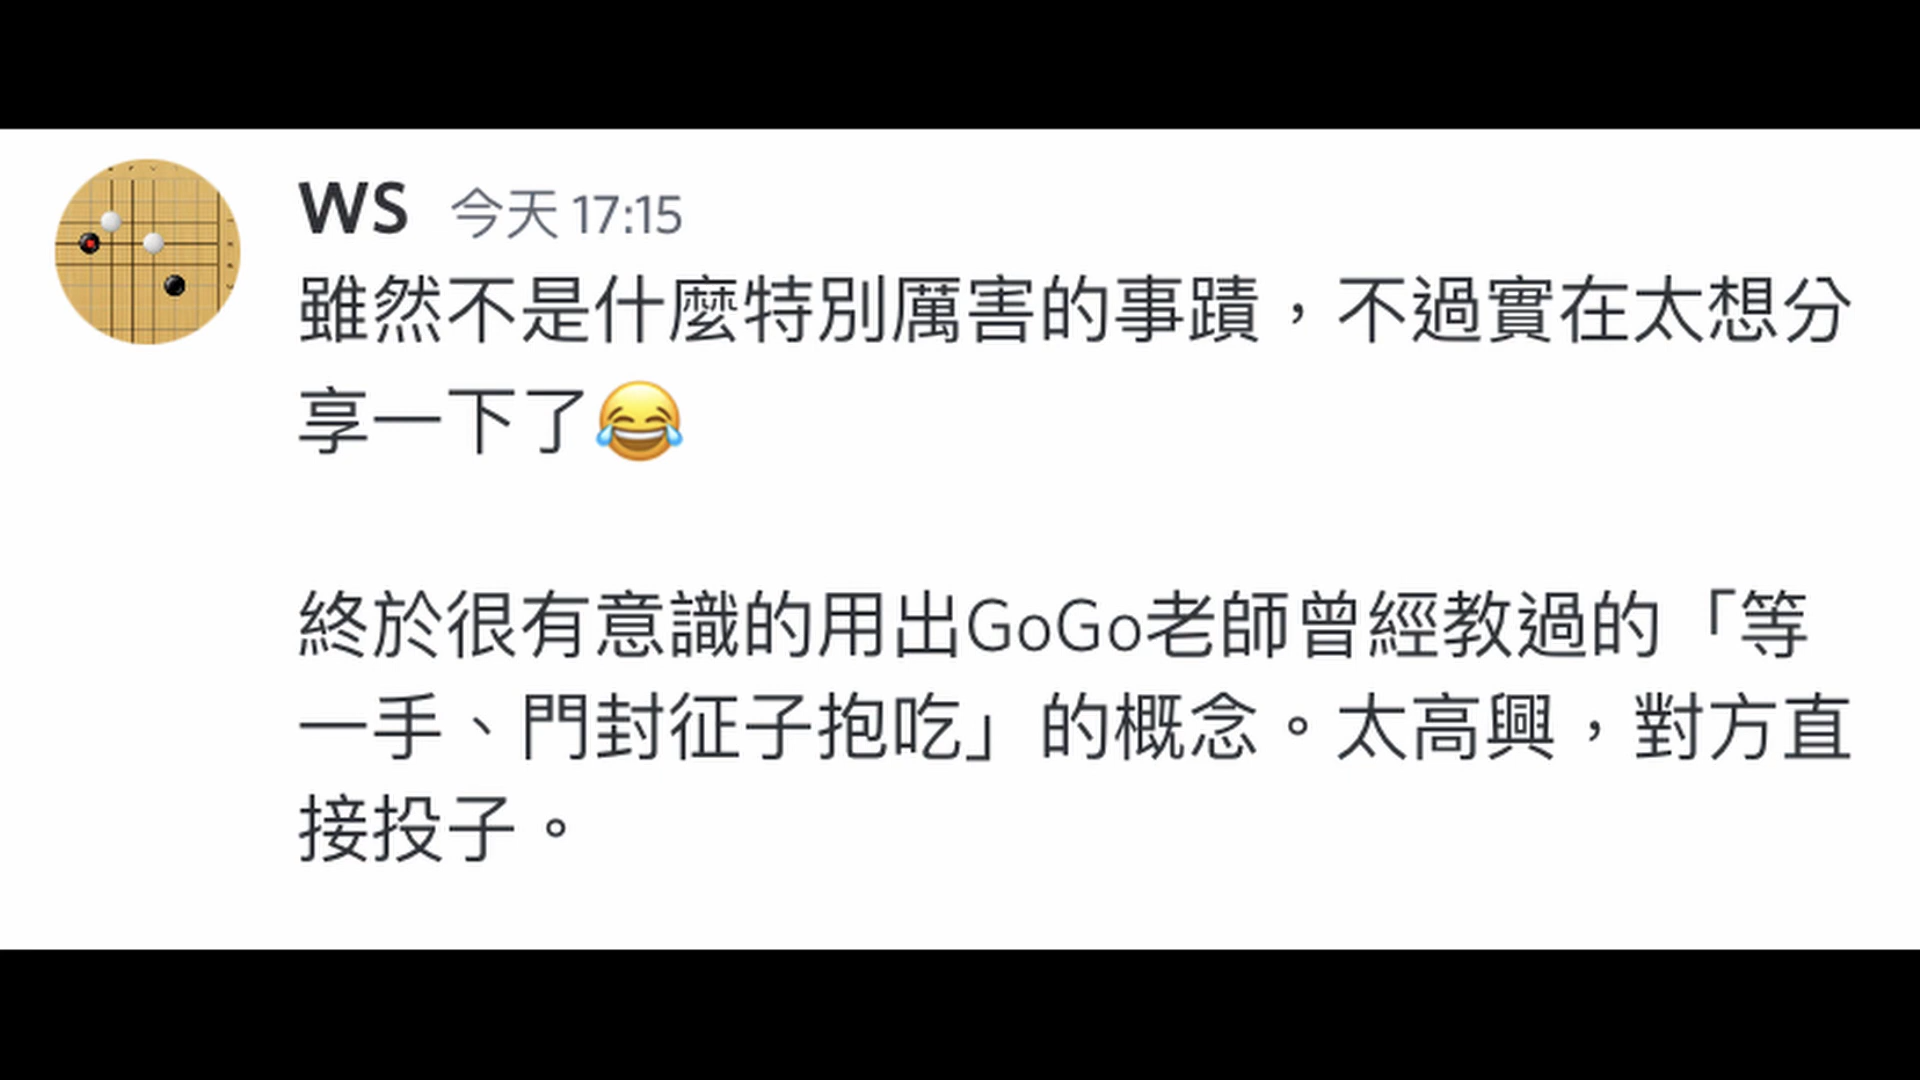 WS 今天 17:15
雖然不是什麼特別厲害的事蹟，不過實在太想分
享一下了😂
終於很有意識的用出GoGo老師曾經教過的「等
一手、門封征子抱吃」的概念。太高興，對方直
接投子。